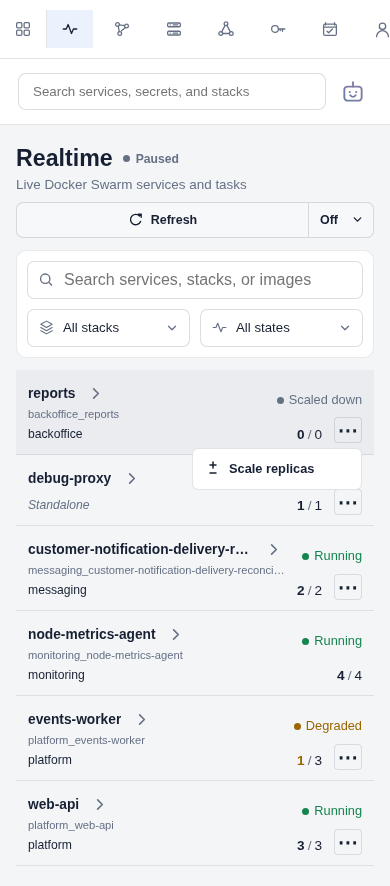 Search services, secrets, and stacks
Realtime
Paused
Live Docker Swarm services and tasks
Refresh
Off
Search services, stacks, or images
All stacks
All states
reports
Scaled down
backoffice_reports
backoffice
0 / 0
Scale replicas
debug-proxy
Standalone
1 / 1
customer-notification-delivery-r…
Running
messaging_customer-notification-delivery-reconci…
messaging
2 / 2
node-metrics-agent
Running
monitoring_node-metrics-agent
monitoring
4 / 4
events-worker
Degraded
platform_events-worker
platform
1 / 3
web-api
Running
platform_web-api
platform
3 / 3